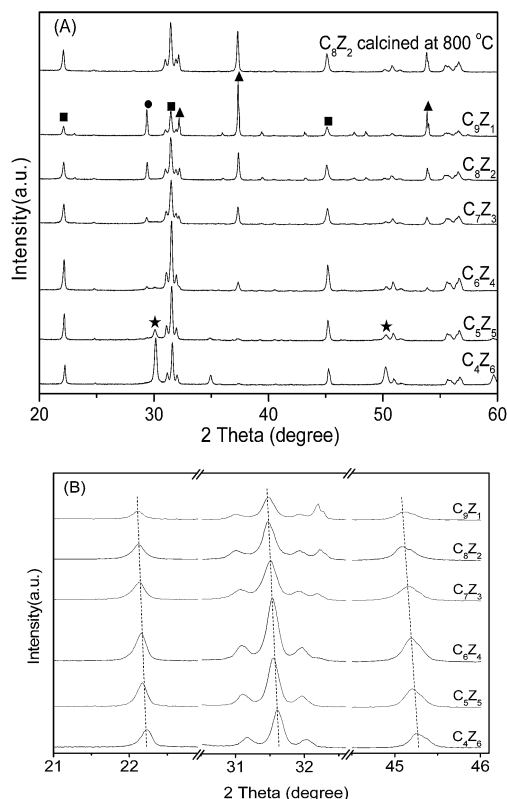 (A)
C8Z2 calcined at 800 °C
C9Z1
C8Z2
C7Z3
C6Z4
C5Z5
C4Z6
Intensity(a.u.)
20 30 40 50 60
2 Theta (degree)
(B)
C9Z1
C8Z2
C7Z3
C6Z4
C5Z5
C4Z6
Intensity(a.u.)
21 22 31 32 45 46
2 Theta (degree)